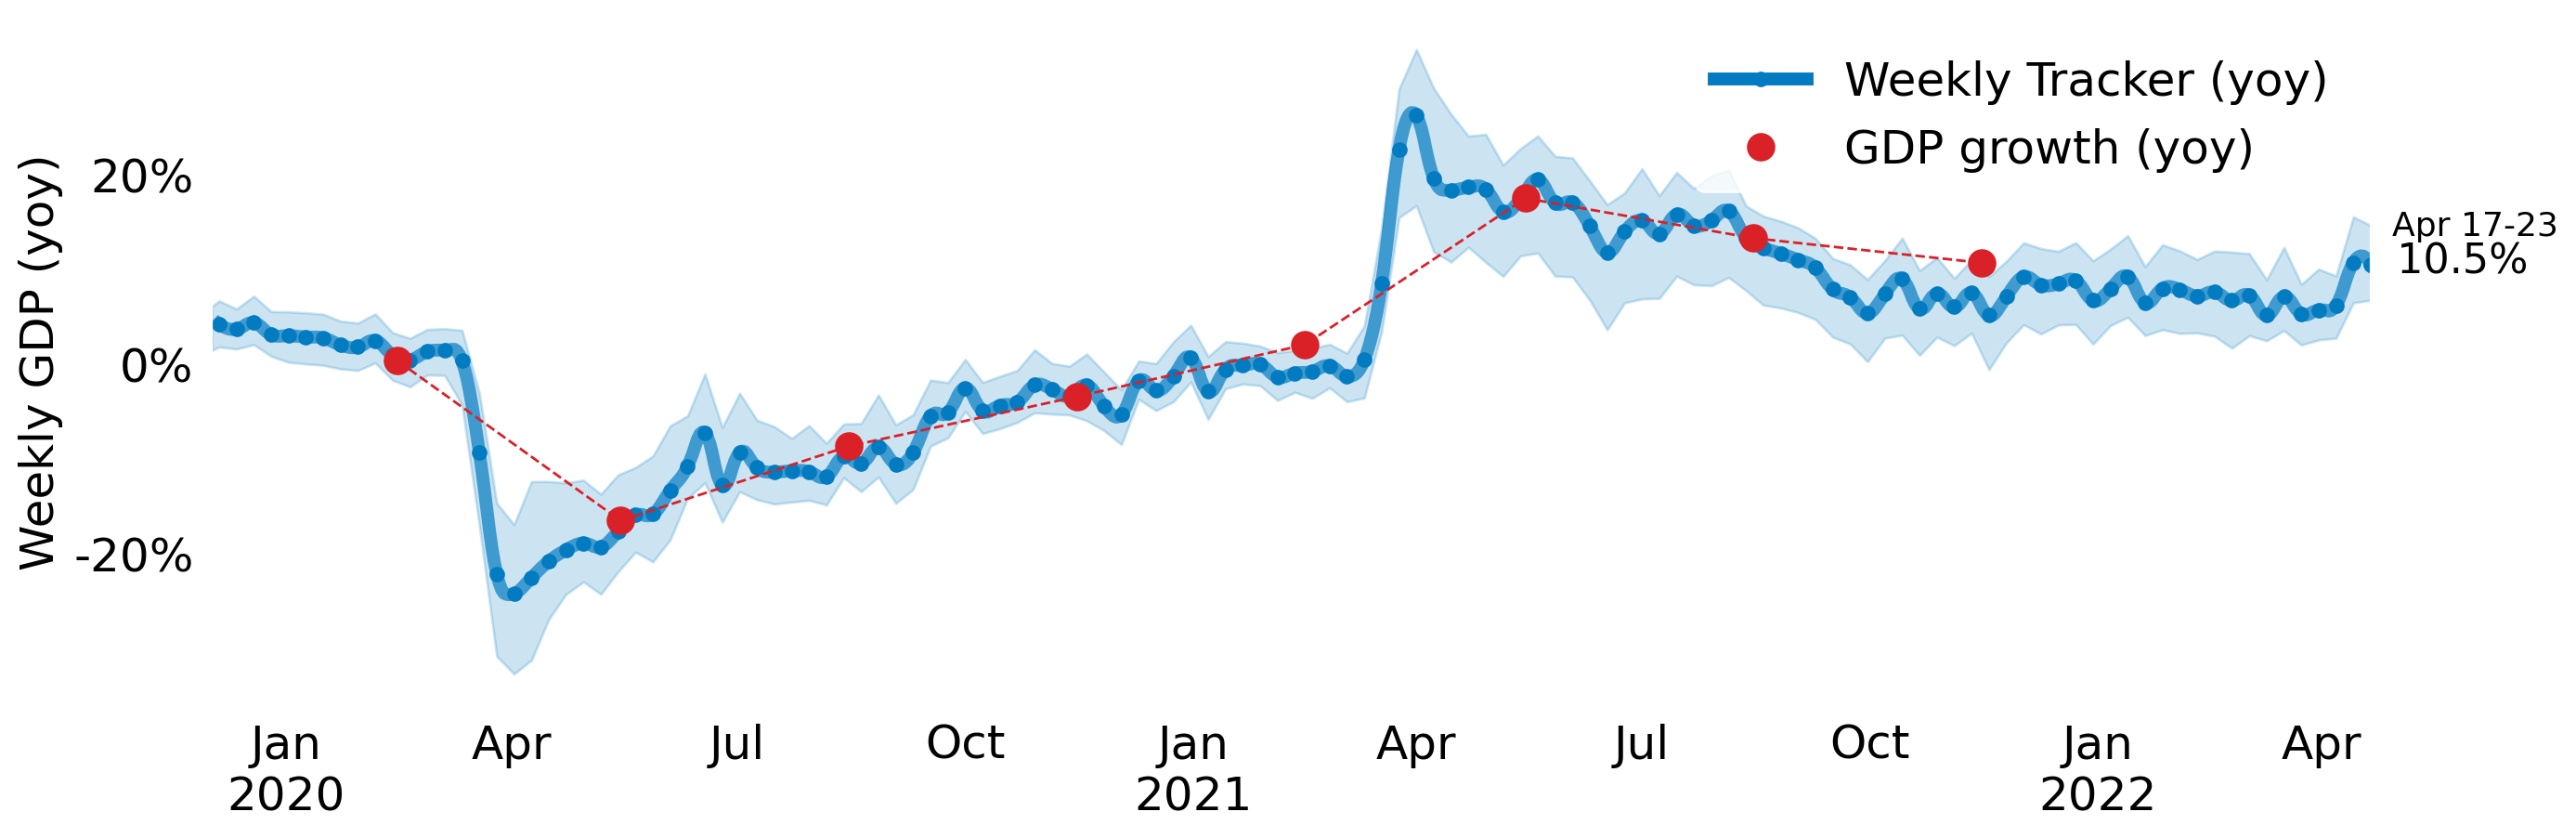 Weekly Tracker (yoy)
GDP growth (yoy)
Weekly GDP (yoy)
20%
0%
-20%
Apr 17-23
10.5%
Jan Apr Jul Oct Jan Apr Jul Oct Jan Apr
2020 2021 2022